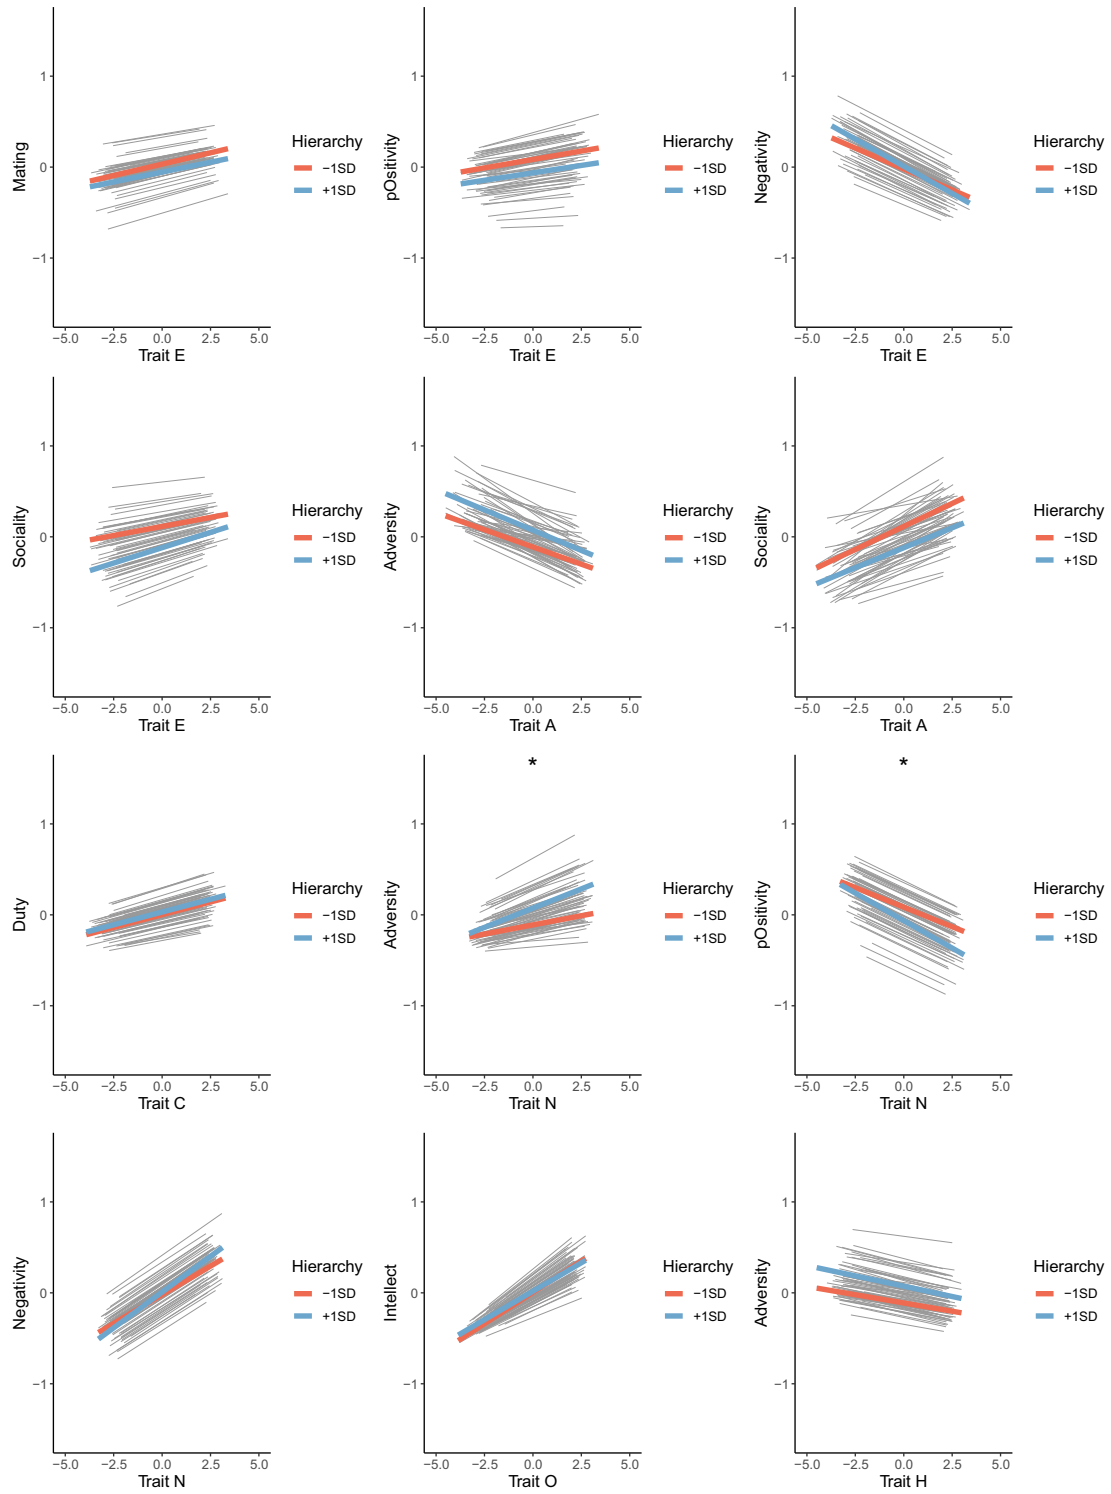 Mating
1
0
−1
−5.0 −2.5 0.0 2.5 5.0
Trait E
Hierarchy
−1SD
+1SD
pOsitivity
1
0
−1
−5.0 −2.5 0.0 2.5 5.0
Trait E
Hierarchy
−1SD
+1SD
Negativity
1
0
−1
−5.0 −2.5 0.0 2.5 5.0
Trait E
Hierarchy
−1SD
+1SD
Sociality
1
0
−1
−5.0 −2.5 0.0 2.5 5.0
Trait E
Hierarchy
−1SD
+1SD
Adversity
1
0
−1
−5.0 −2.5 0.0 2.5 5.0
Trait A
Hierarchy
−1SD
+1SD
Sociality
1
0
−1
−5.0 −2.5 0.0 2.5 5.0
Trait A
Hierarchy
−1SD
+1SD
Duty
1
0
−1
−5.0 −2.5 0.0 2.5 5.0
Trait C
Hierarchy
−1SD
+1SD
*
Adversity
1
0
−1
−5.0 −2.5 0.0 2.5 5.0
Trait N
Hierarchy
−1SD
+1SD
*
pOsitivity
1
0
−1
−5.0 −2.5 0.0 2.5 5.0
Trait N
Hierarchy
−1SD
+1SD
Negativity
1
0
−1
−5.0 −2.5 0.0 2.5 5.0
Trait N
Hierarchy
−1SD
+1SD
Intellect
1
0
−1
−5.0 −2.5 0.0 2.5 5.0
Trait O
Hierarchy
−1SD
+1SD
Adversity
1
0
−1
−5.0 −2.5 0.0 2.5 5.0
Trait H
Hierarchy
−1SD
+1SD